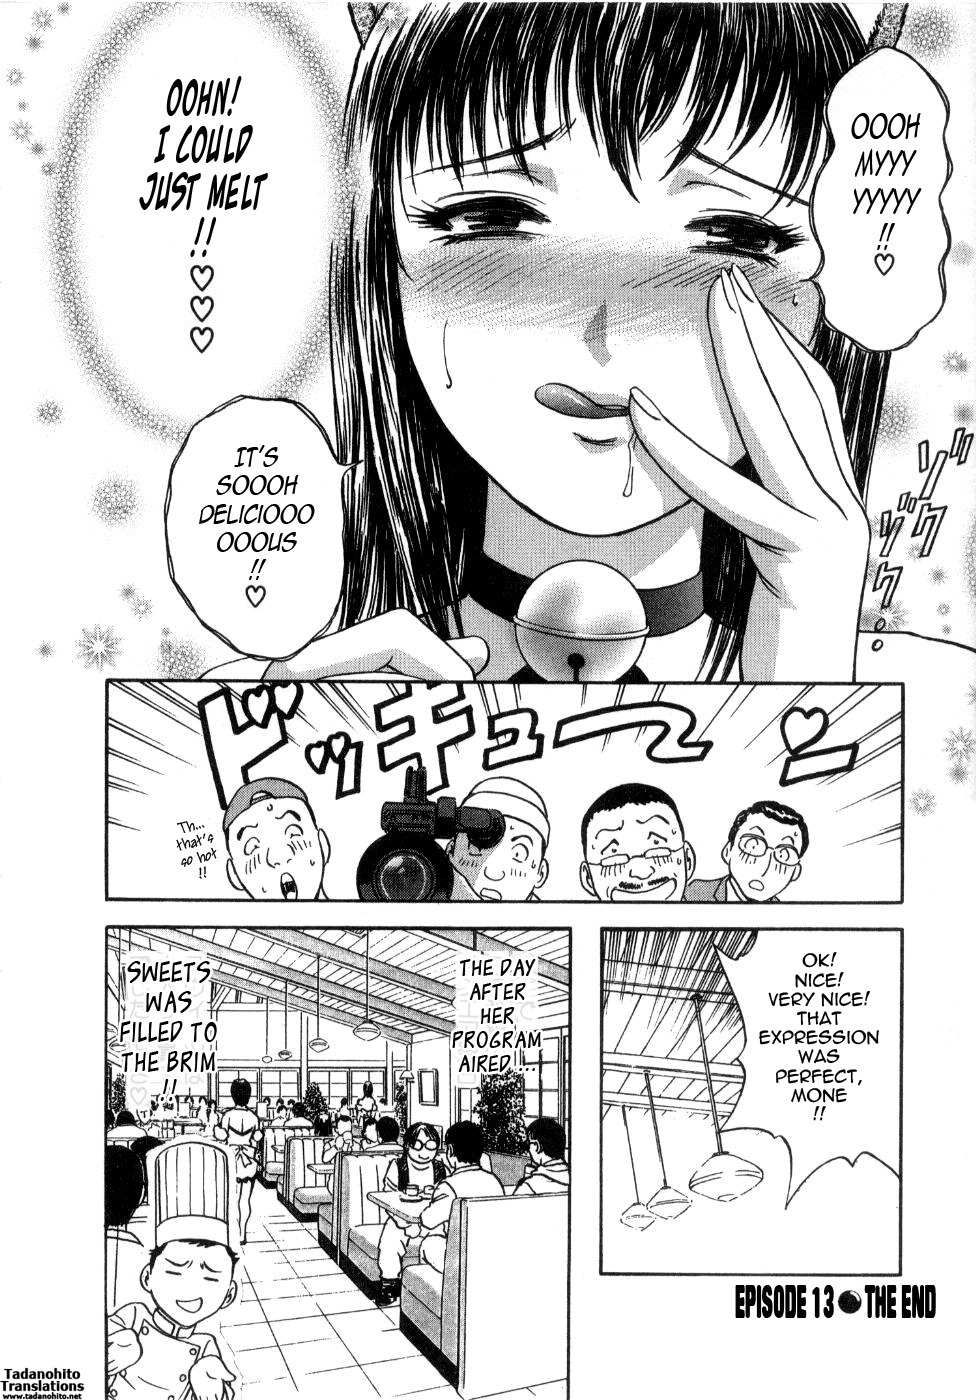 OOOH
MYYY
YYYYY
!!
♡
OOHN!
I COULD
JUST MELT
!!
♡
♡
♡
IT'S
SOOOH
DELICIOOO
OOOUS
!!
♡
ゾクゾクッ
ドッキューン
Th...
that's
so hot
!!
OK!
NICE!
VERY NICE!
THAT
EXPRESSION
WAS
PERFECT,
MONE
!!
THE DAY
AFTER
HER
PROGRAM
AIRED!...
SWEETS
WAS
FILLED TO
THE BRIM
!!
EPISODE 13 ● THE END
Tadanohito
Translations
www.tadanohito.net